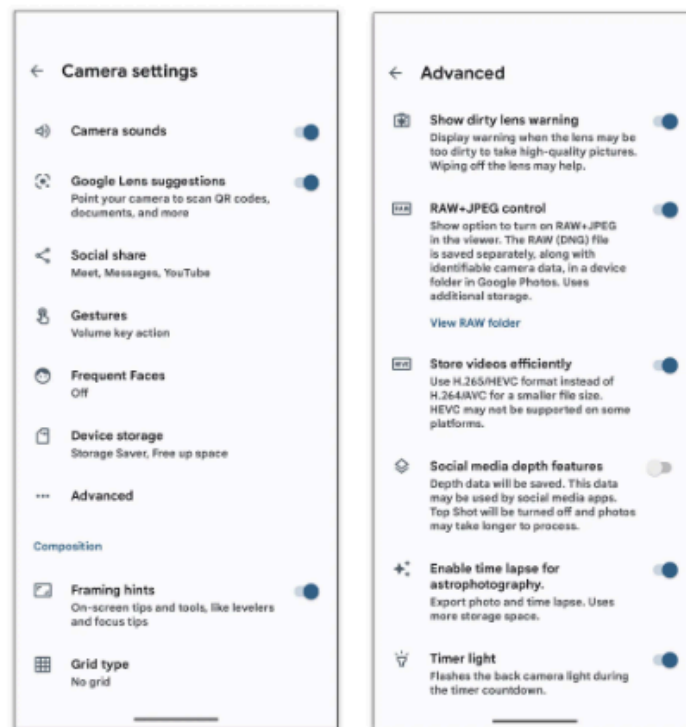 Camera settings
Camera sounds
Google Lens suggestions
Point your camera to scan QR codes,
documents, and more
Social share
Meet, Messages, YouTube
Gestures
Volume key action
Frequent Faces
Off
Device storage
Storage Saver, Free up space
Advanced
Composition
Framing hints
On-screen tips and tools, like levelers
and focus tips
Grid type
No grid
Advanced
Show dirty lens warning
Display warning when the lens may be
too dirty to take high-quality pictures.
Wiping off the lens may help.
RAW
RAW+JPEG control
Show option to turn on RAW+JPEG
in the viewer. The RAW (DNG) file
is saved separately, along with
identifiable camera data, in a device
folder in Google Photos. Uses
additional storage.
View RAW folder
HEVC
Store videos efficiently
Use H.265/HEVC format instead of
H.264/AVC for a smaller file size.
HEVC may not be supported on some
platforms.
Social media depth features
Depth data will be saved. This data
may be used by social media apps.
Top Shot will be turned off and photos
may take longer to process.
Enable time lapse for
astrophotography.
Export photo and time lapse. Uses
more storage space.
Timer light
Flashes the back camera light during
the timer countdown.